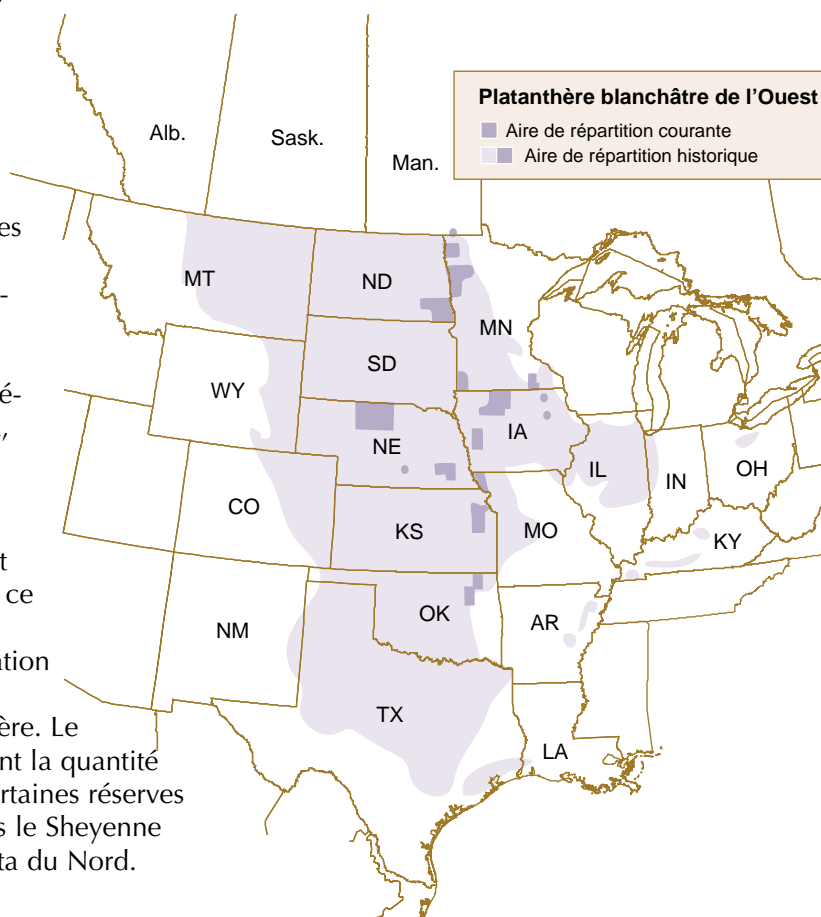 Platanthère blanchâtre de l’Ouest
Aire de répartition courante
Aire de répartition historique
Alb.
Sask.
Man.
MT
ND
MN
SD
WY
NE
IA
IL
IN
OH
CO
KS
MO
KY
NM
OK
AR
TX
LA
es
-
é-
’
t
ce
ation
ère. Le
nt la quantité
rtaines réserves
s le Sheyenne
ta du Nord.